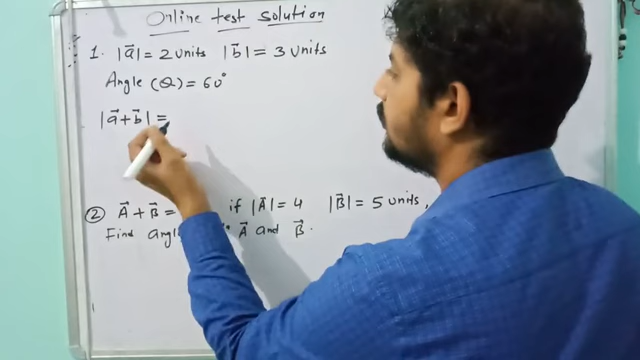 Online test Solution
1. |a⃗| = 2 units |b⃗| = 3 units
Angle (θ) = 60°
|a⃗+b⃗| =
② A⃗ + B⃗ = if |A⃗| = 4 |B⃗| = 5 units,
Find A⃗ and B⃗.